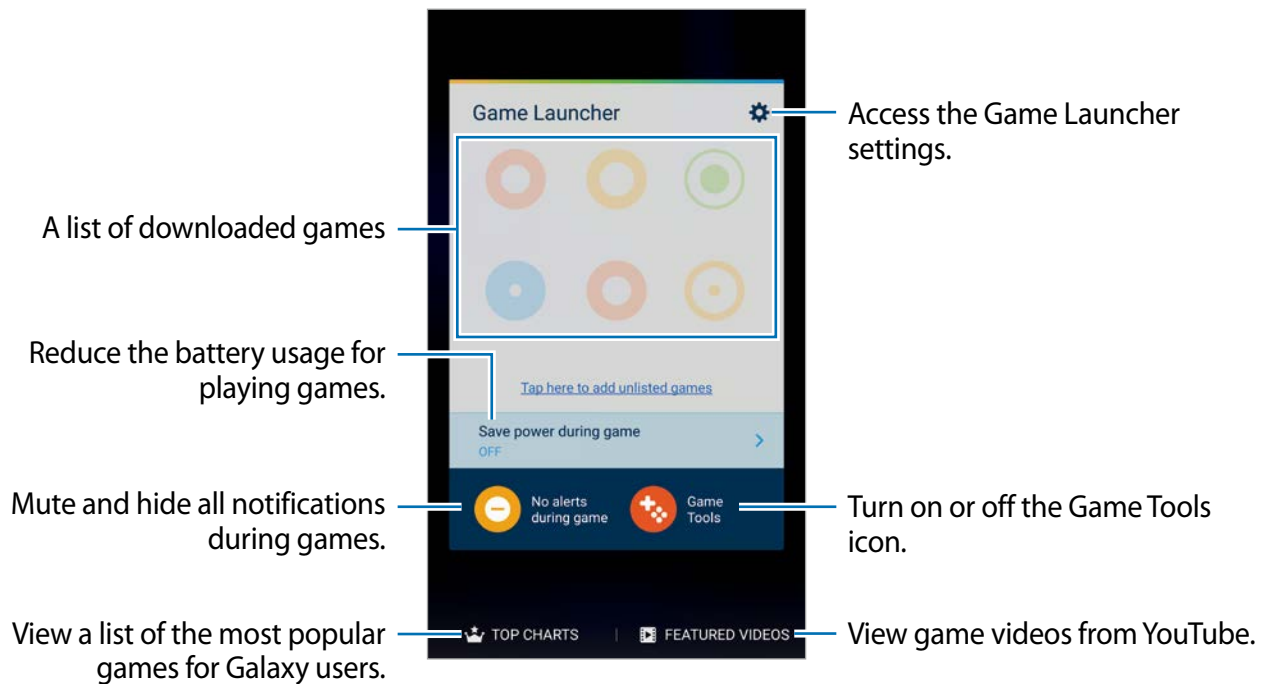 Game Launcher
Access the Game Launcher
settings.
A list of downloaded games
Reduce the battery usage for
playing games.
Tap here to add unlisted games
Save power during game
OFF
Mute and hide all notifications
during games.
No alerts
during game
Game
Tools
Turn on or off the Game Tools
icon.
View a list of the most popular
games for Galaxy users.
TOP CHARTS
FEATURED VIDEOS
View game videos from YouTube.